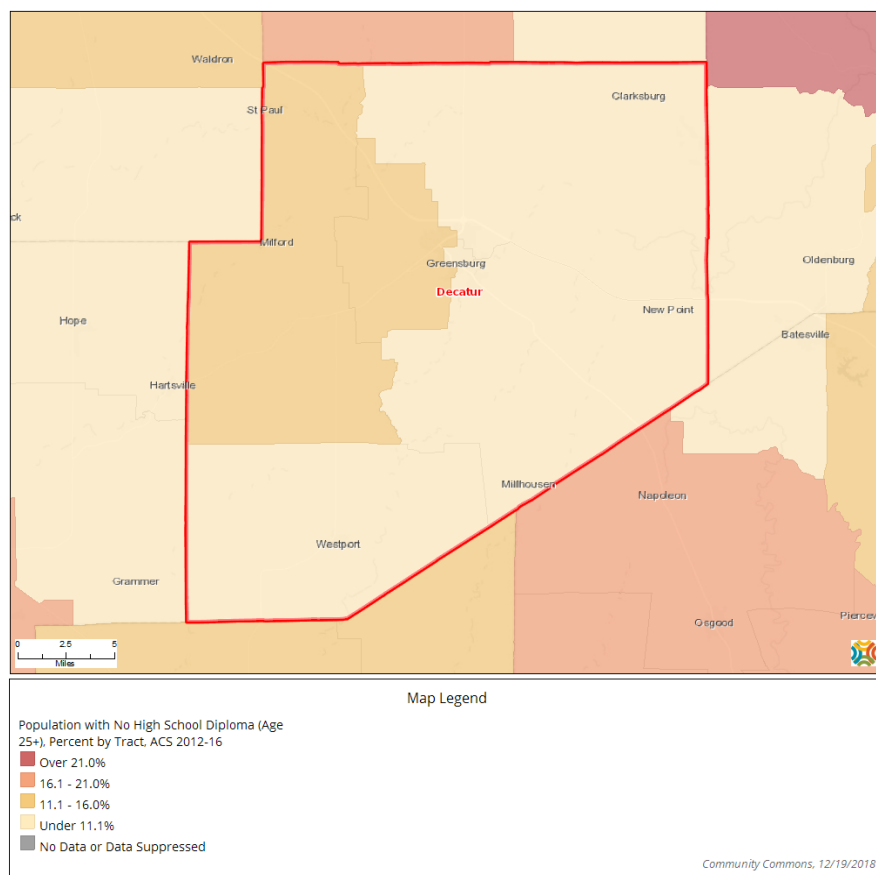 Waldron
St Paul
Clarksburg
ck
Milford
Greensburg
Oldenburg
Decatur
New Point
Hope
Batesville
Hartsville
Millhousen
Napoleon
Westport
Grammer
Piercev
Osgood
0 2.5 5
Miles
Map Legend
Population with No High School Diploma (Age
25+), Percent by Tract, ACS 2012-16
Over 21.0%
16.1 - 21.0%
11.1 - 16.0%
Under 11.1%
No Data or Data Suppressed
Community Commons, 12/19/2018